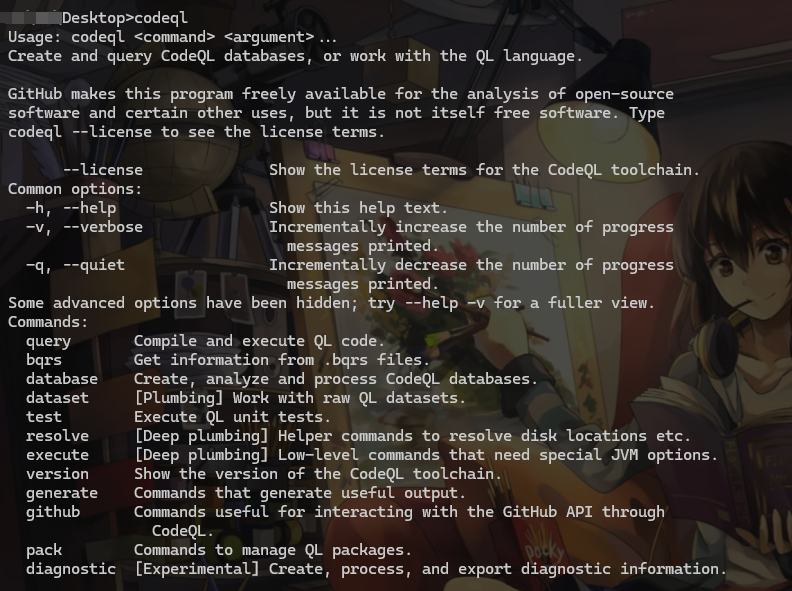 Desktop>codeql
Usage: codeql <command> <argument>...
Create and query CodeQL databases, or work with the QL language.
GitHub makes this program freely available for the analysis of open-source
software and certain other uses, but it is not itself free software. Type
codeql --license to see the license terms.
--license Show the license terms for the CodeQL toolchain.
Common options:
-h, --help Show this help text.
-v, --verbose Incrementally increase the number of progress
messages printed.
-q, --quiet Incrementally decrease the number of progress
messages printed.
Some advanced options have been hidden; try --help -v for a fuller view.
Commands:
query Compile and execute QL code.
bqrs Get information from .bqrs files.
database Create, analyze and process CodeQL databases.
dataset [Plumbing] Work with raw QL datasets.
test Execute QL unit tests.
resolve [Deep plumbing] Helper commands to resolve disk locations etc.
execute [Deep plumbing] Low-level commands that need special JVM options.
version Show the version of the CodeQL toolchain.
generate Commands that generate useful output.
github Commands useful for interacting with the GitHub API through
CodeQL.
pack Commands to manage QL packages.
diagnostic [Experimental] Create, process, and export diagnostic information.